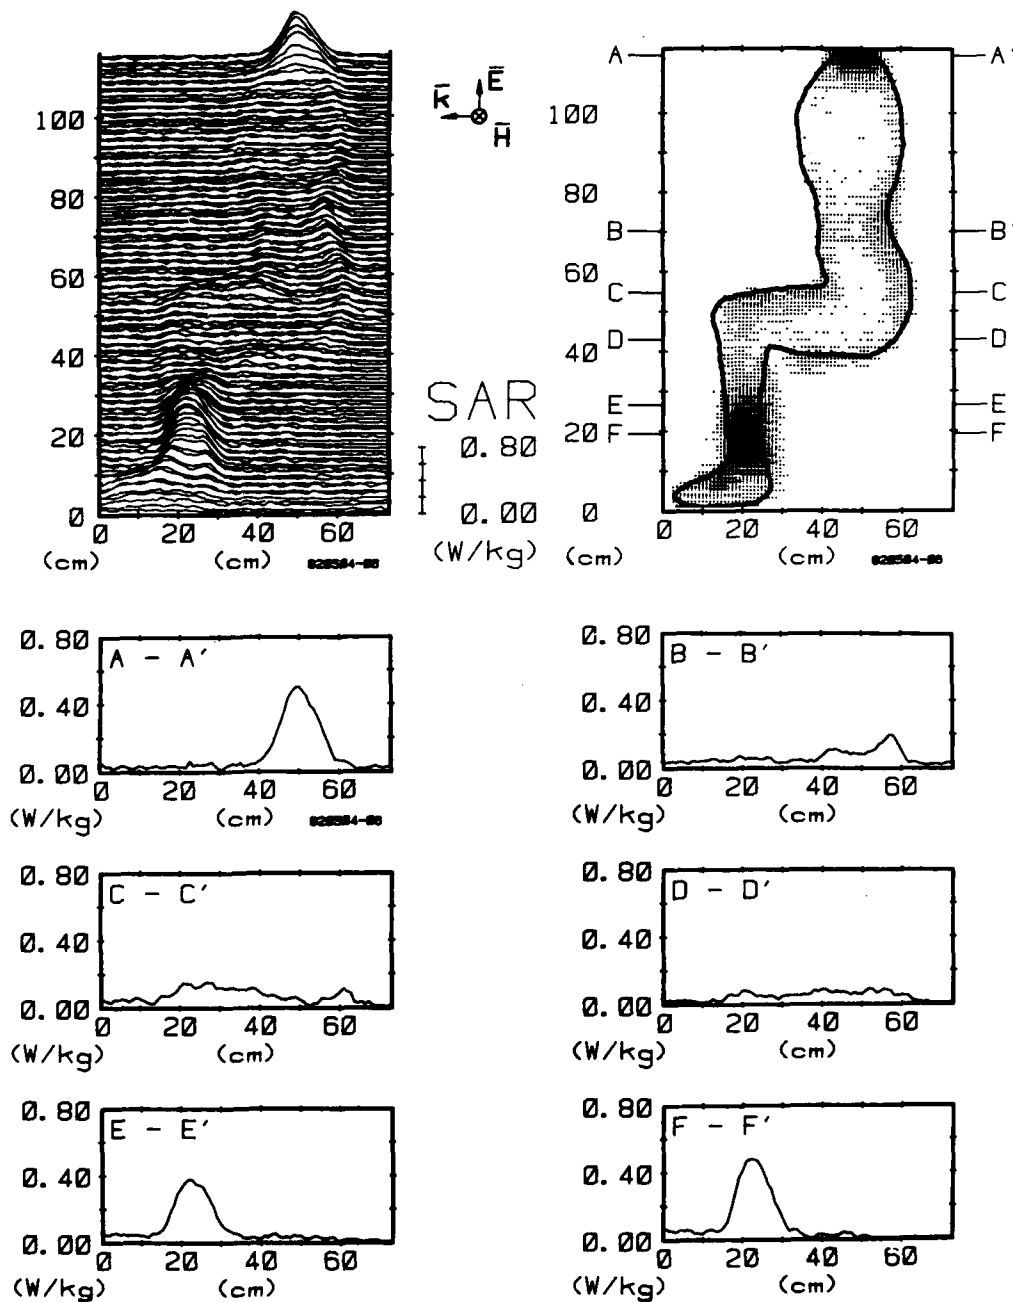 100
80
60
40
20
0
0 20 40 60
(cm) (cm)
E
k
H
SAR
0.80
0.00
(W/kg)
A A'
100
80
B B'
60
C C
D D
40
E E
20
F F
0
0 20 40 60
(cm) (cm)
0.80
A - A'
0.40
0.00
0 20 40 60
(W/kg) (cm)
0.80
B - B'
0.40
0.00
0 20 40 60
(W/kg) (cm)
0.80
C - C'
0.40
0.00
0 20 40 60
(W/kg) (cm)
0.80
D - D'
0.40
0.00
0 20 40 60
(W/kg) (cm)
0.80
E - E'
0.40
0.00
0 20 40 60
(W/kg) (cm)
0.80
F - F'
0.40
0.00
0 20 40 60
(W/kg) (cm)